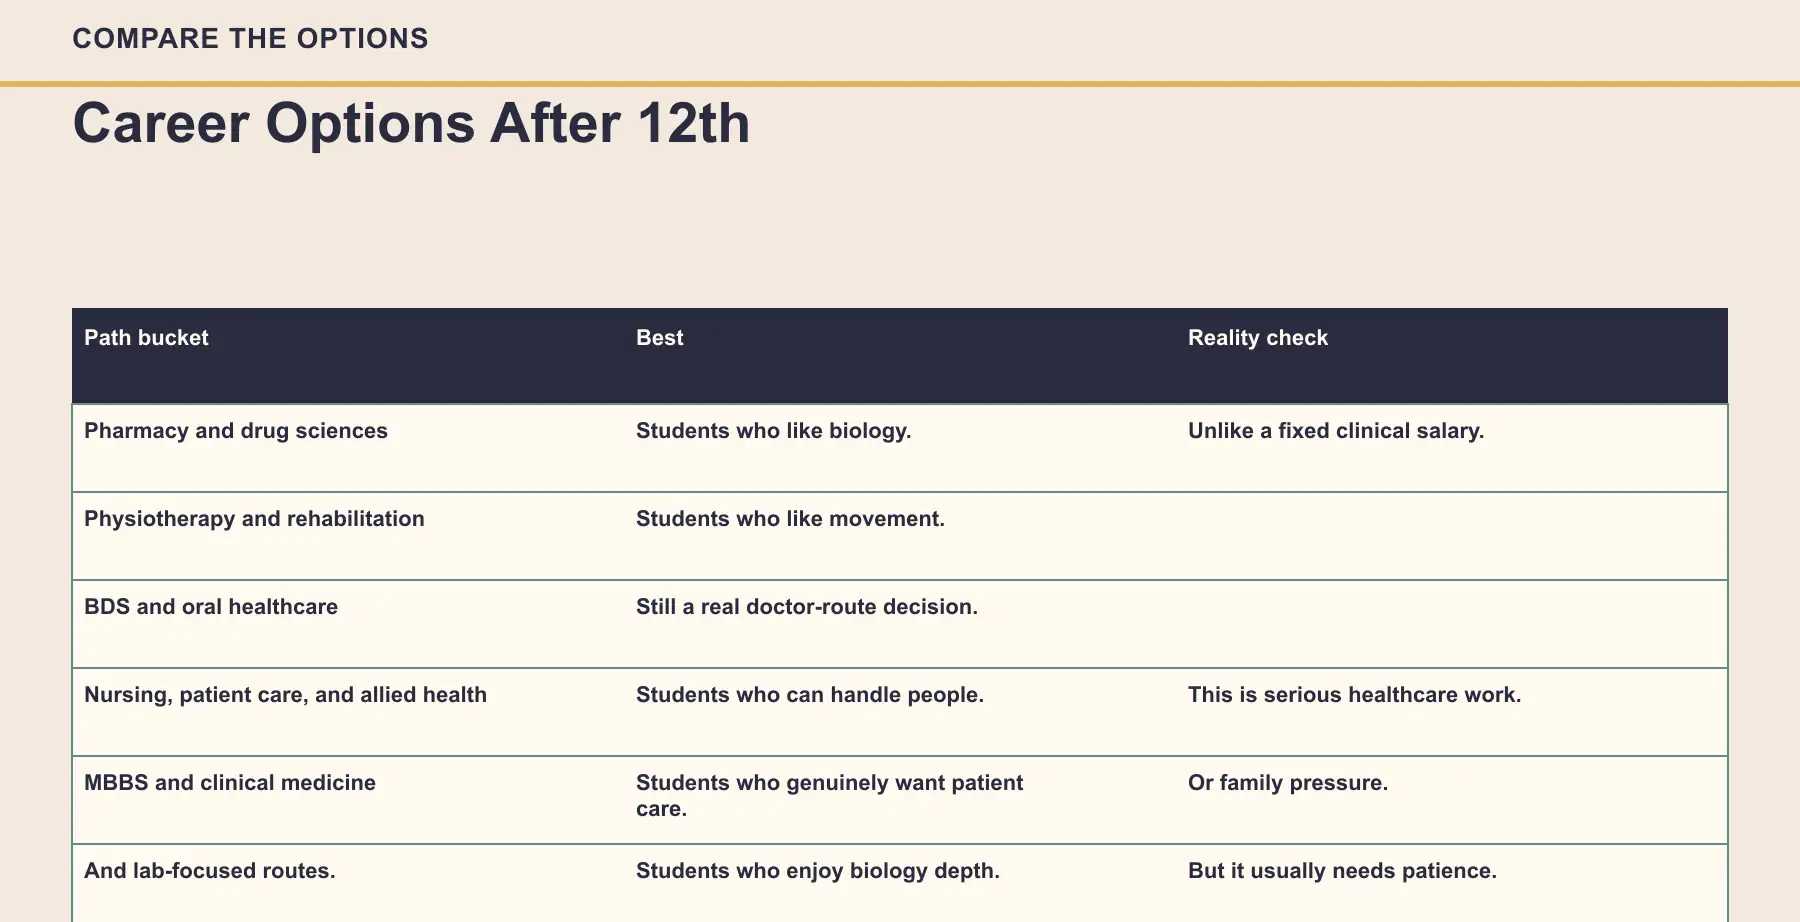 COMPARE THE OPTIONS
Career Options After 12th
Path bucket Best Reality check
Pharmacy and drug sciences Students who like biology. Unlike a fixed clinical salary.
Physiotherapy and rehabilitation Students who like movement.
BDS and oral healthcare Still a real doctor-route decision.
Nursing, patient care, and allied health Students who can handle people. This is serious healthcare work.
MBBS and clinical medicine Students who genuinely want patient Or family pressure.
care.
And lab-focused routes. Students who enjoy biology depth. But it usually needs patience.